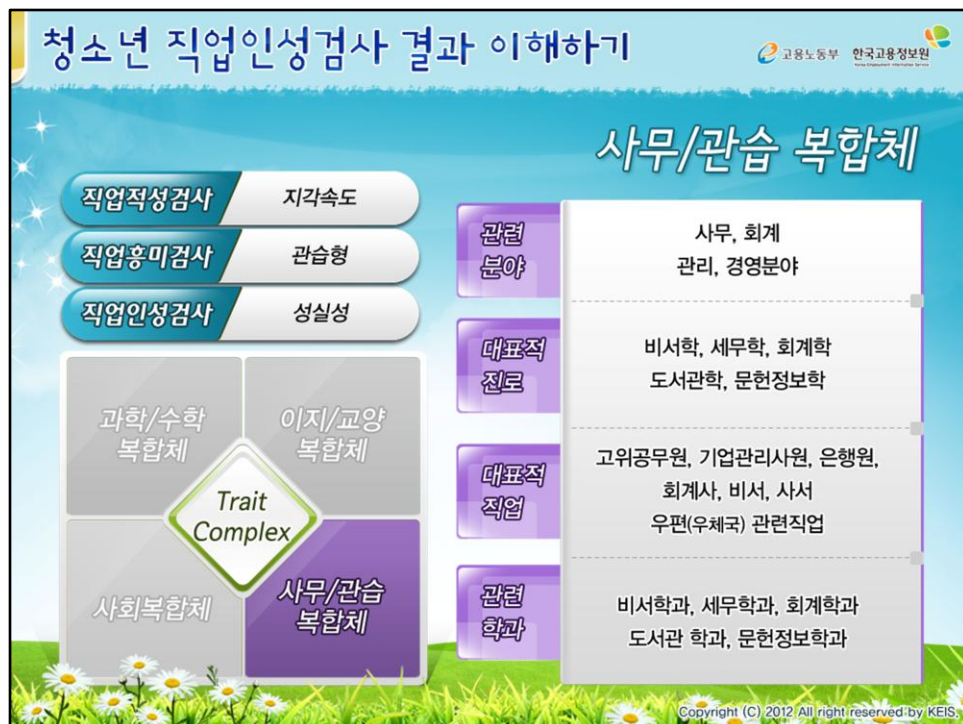 청소년 직업인성검사 결과 이해하기
고용노동부 한국고용정보원
Korea Employment Information Service
사무/관습 복합체
직업적성검사 지각속도
직업흥미검사 관습형
직업인성검사 성실성
과학/수학
복합체
이지/교양
복합체
Trait
Complex
사회복합체
사무/관습
복합체
관련
분야
사무, 회계
관리, 경영분야
대표적
진로
비서학, 세무학, 회계학
도서관학, 문헌정보학
대표적
직업
고위공무원, 기업관리사원, 은행원,
회계사, 비서, 사서
우편(우체국) 관련직업
관련
학과
비서학과, 세무학과, 회계학과
도서관 학과, 문헌정보학과
Copyright (C) 2012 All right reserved by KEIS.